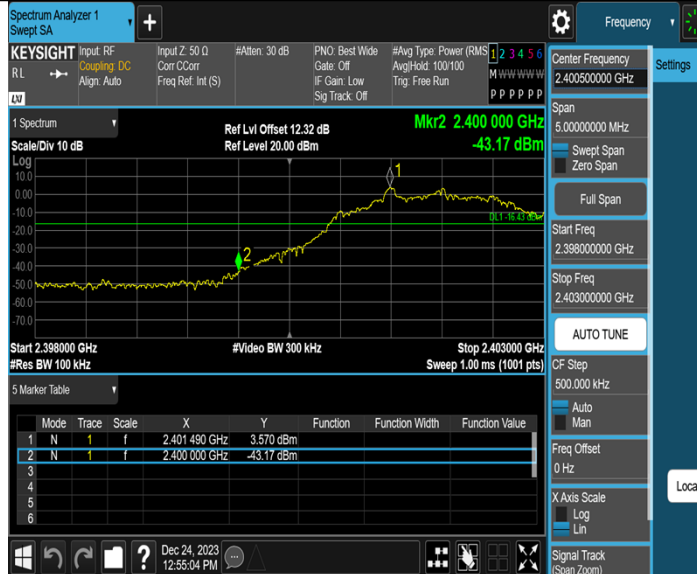 Spectrum Analyzer 1
Swept SA
+
Frequency
KEYSIGHT
RL
LXI
Input: RF
Coupling: DC
Align: Auto
Input Z: 50 Ω
Corr CCorr
Freq Ref: Int (S)
#Atten: 30 dB
PNO: Best Wide
Gate: Off
IF Gain: Low
Sig Track: Off
#Avg Type: Power (RMS
Avg|Hold: 100/100
Trig: Free Run
1 2 3 4 5 6
M W W W W W
P P P P P P
1 Spectrum
Scale/Div 10 dB
Ref Lvl Offset 12.32 dB
Ref Level 20.00 dBm
Mkr2 2.400 000 GHz
-43.17 dBm
Log
10.0
0.00
-10.0
-20.0
-30.0
-40.0
-50.0
-60.0
-70.0
1
2
DL1 -16.43 dBm
Start 2.398000 GHz
#Res BW 100 kHz
#Video BW 300 kHz
Stop 2.403000 GHz
Sweep 1.00 ms (1001 pts)
5 Marker Table
Mode Trace Scale X Y Function Function Width Function Value
1 N 1 f 2.401 490 GHz 3.570 dBm
2 N 1 f 2.400 000 GHz -43.17 dBm
3
4
5
6
?
Dec 24, 2023
12:55:04 PM
Center Frequency
2.400500000 GHz
Span
5.00000000 MHz
Swept Span
Zero Span
Full Span
Start Freq
2.398000000 GHz
Stop Freq
2.403000000 GHz
AUTO TUNE
CF Step
500.000 kHz
Auto
Man
Freq Offset
0 Hz
X Axis Scale
Log
Lin
Signal Track
(Span Zoom)
Settings
Loca